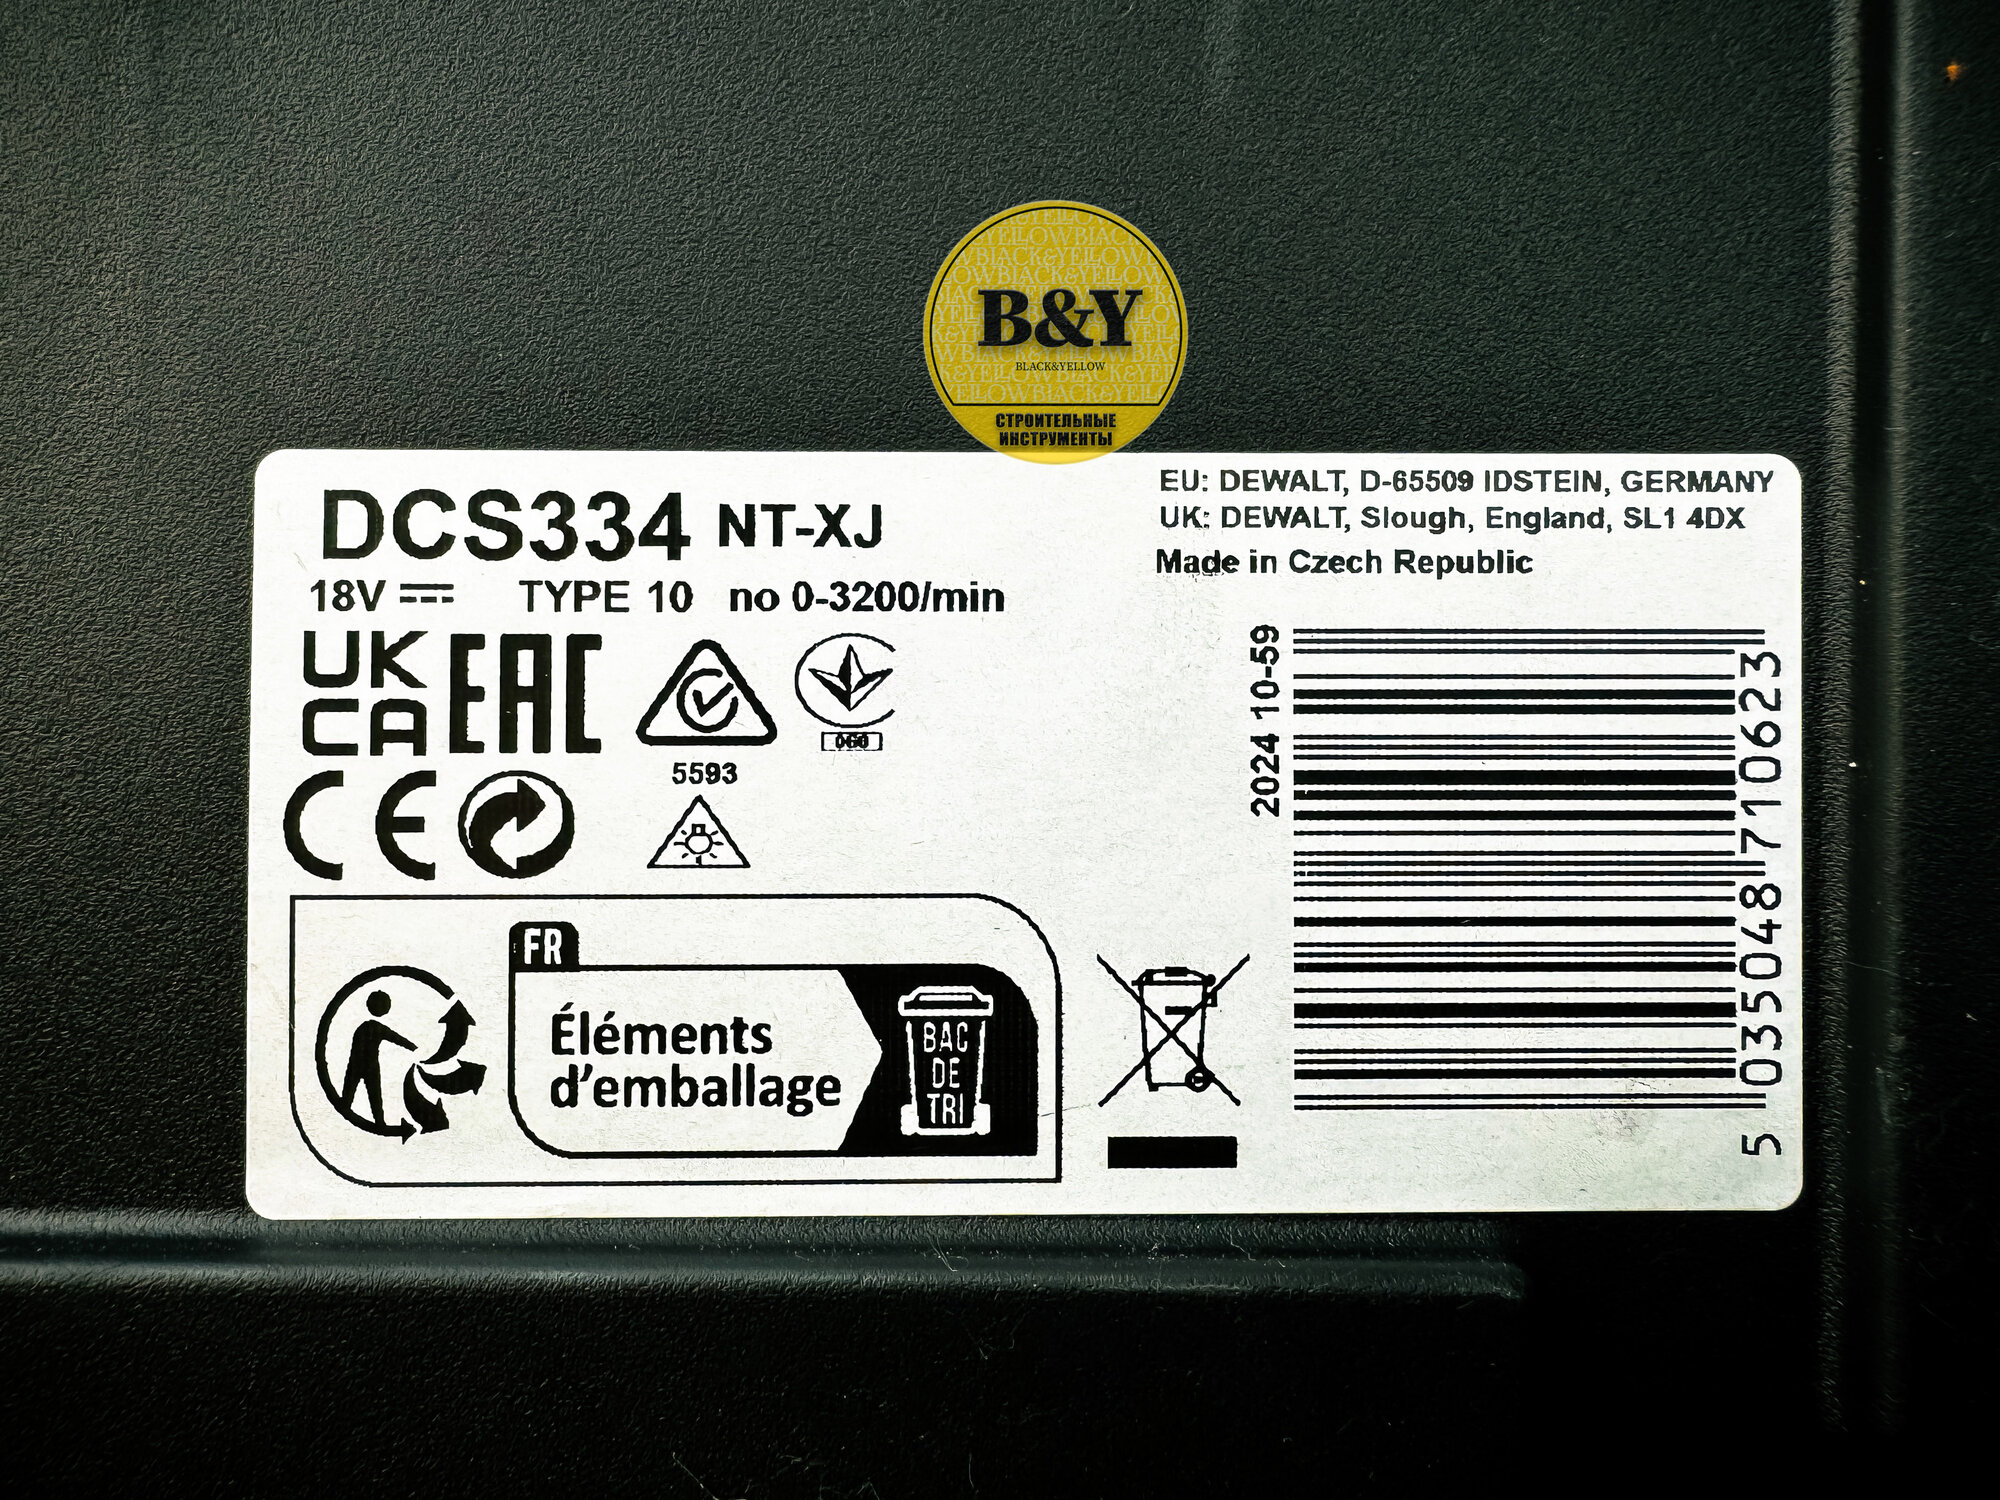 B&Y
BLACK&YELLOW
СТРОИТЕЛЬНЫЕ
ИНСТРУМЕНТЫ
DCS334 NT-XJ
18V TYPE 10 no 0-3200/min
EU: DEWALT, D-65509 IDSTEIN, GERMANY
UK: DEWALT, Slough, England, SL1 4DX
Made in Czech Republic
UK
CA
EAC
5593
060
CE
2024 10-59
5 035048 710623
FR
Éléments
d'emballage
BAC
DE
TRI